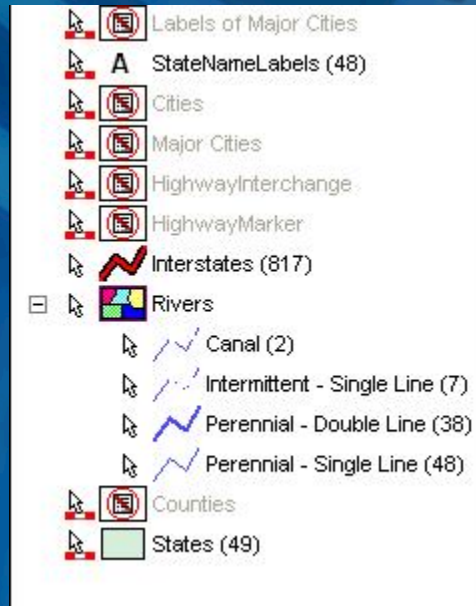 Labels of Major Cities
A StateNameLabels (48)
Cities
Major Cities
HighwayInterchange
HighwayMarker
Interstates (817)
Rivers
Canal (2)
Intermittent - Single Line (7)
Perennial - Double Line (38)
Perennial - Single Line (48)
Counties
States (49)